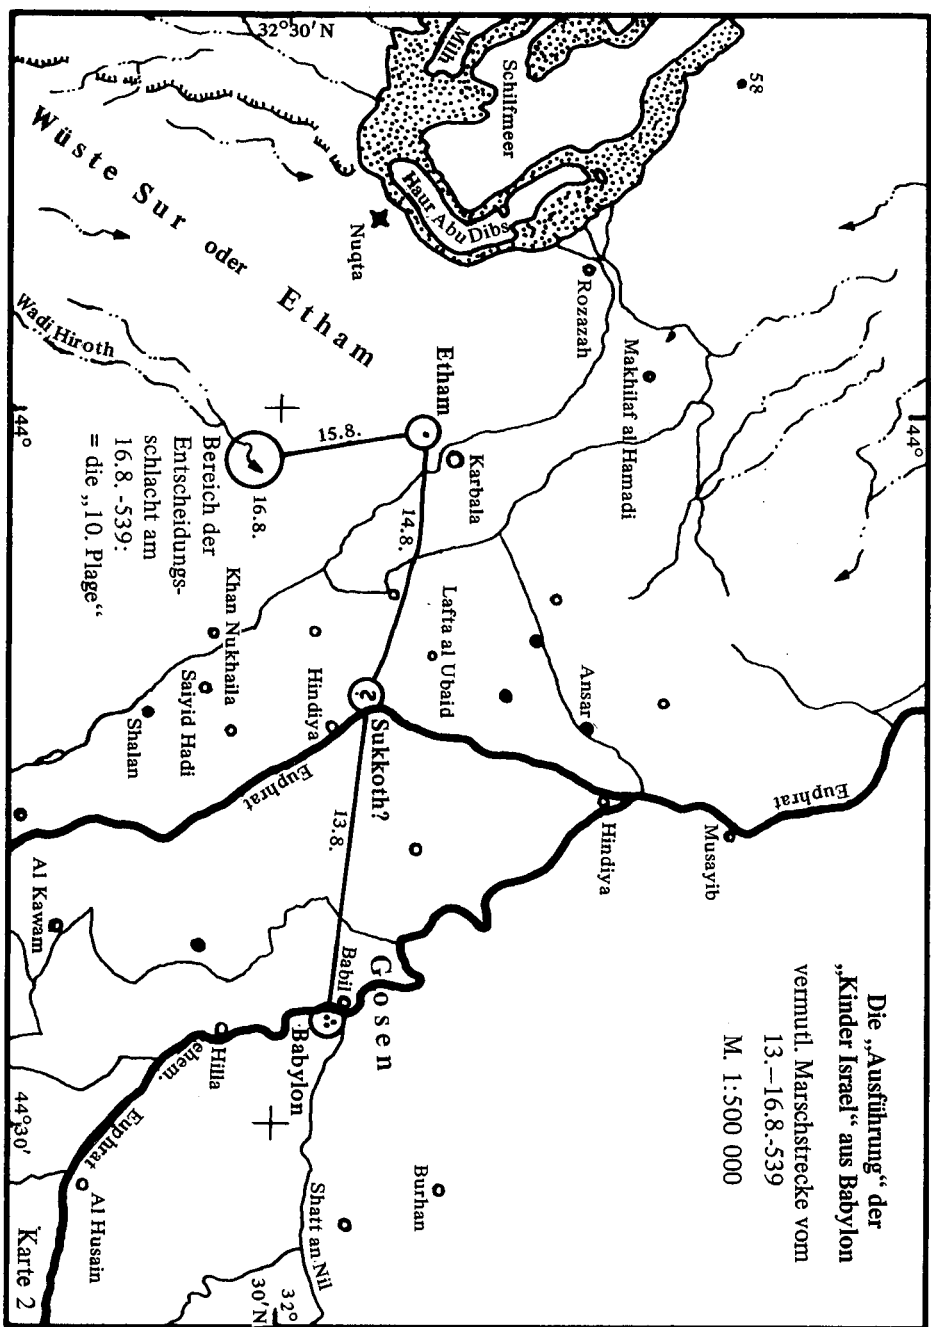 Die „Ausführung“ der
„Kinder Israel“ aus Babylon
vermutl. Marschstrecke vom
13.–16.8.-539
M. 1:500 000
44°
58
Euphrat
Musayib
Makhilaf al Hamadi
Hindiya
Rozazah
Ansar
Schilfmeer
Milh
Haur Abu Dibs
Karbala
Lafta al Ubaid
Burhan
Etham
14.8.
Sukkoth?
Gosen
Nuqta
Babil
13.8.
15.8.
Hindiya
Babylon
Shatt an Nil
32°30′ N
32°
30′N
Wüste Sur oder Etham
16.8.
Euphrat
Khan Nukhaila
Hilla
Saiyid Hadi
Shalan
Bereich der
Entscheidungs-
schlacht am
16.8. -539:
= die „10. Plage“
Wadi Hiroth
ehem.
Euphrat
Al Kawam
Al Husain
44°
44°30′
Karte 2